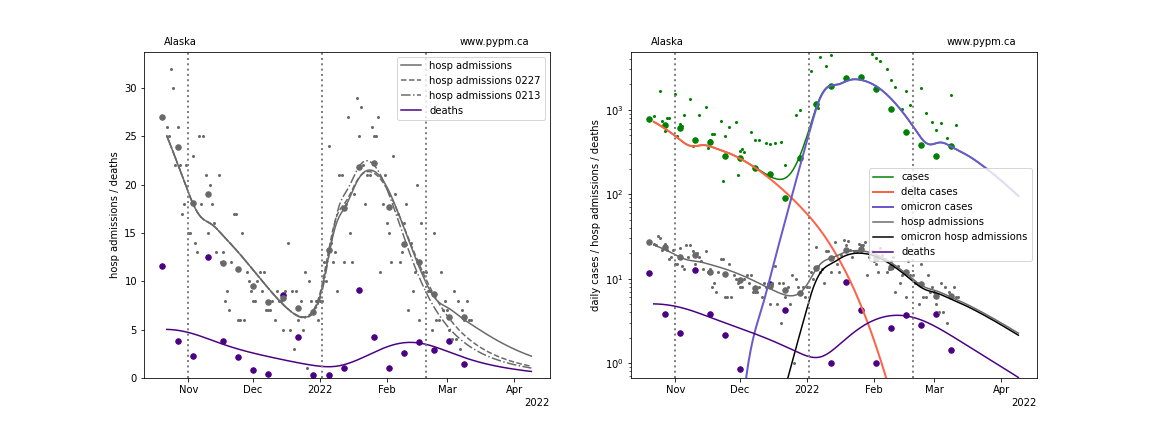 Alaska
www.pypm.ca
hosp admissions
hosp admissions 0227
hosp admissions 0213
deaths
hosp admissions / deaths
30
25
20
15
10
5
0
Nov
Dec
2022
Feb
Mar
Apr
2022
Alaska
www.pypm.ca
cases
delta cases
omicron cases
hosp admissions
omicron hosp admissions
deaths
daily cases / hosp admissions / deaths
10³
10²
10¹
10⁰
Nov
Dec
2022
Feb
Mar
Apr
2022